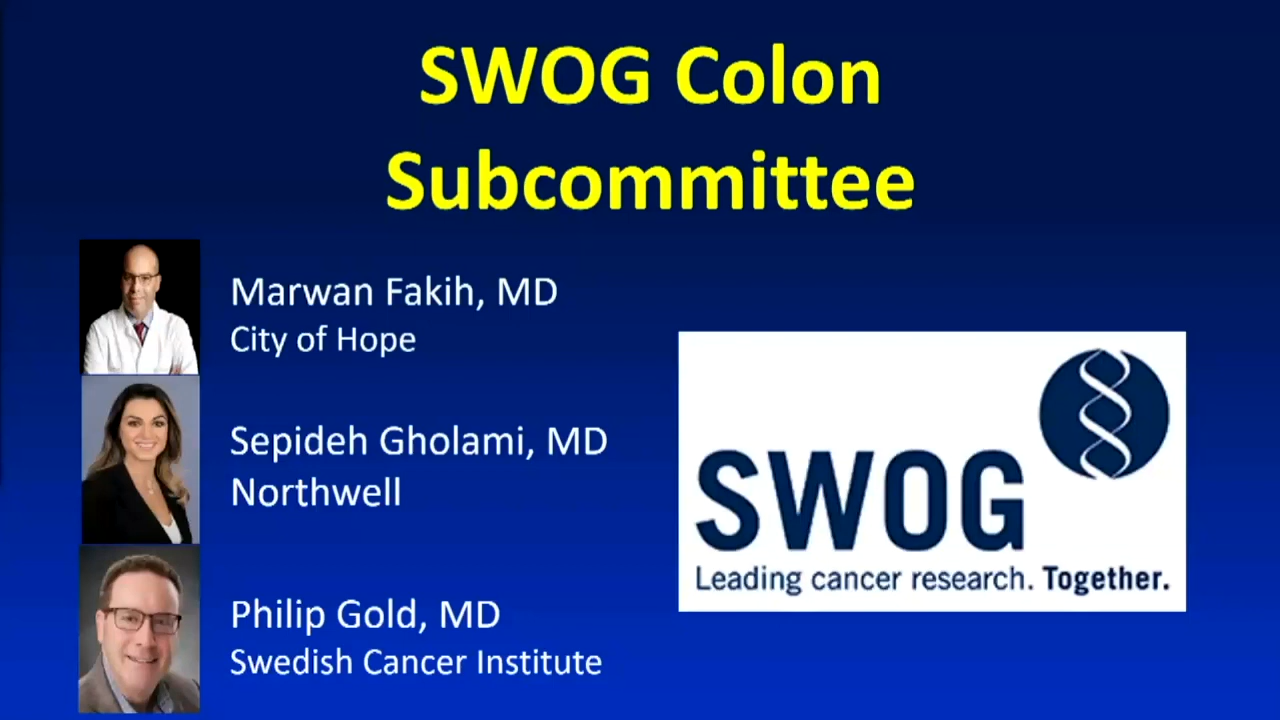 SWOG Colon
Subcommittee
Marwan Fakih, MD
City of Hope
Sepideh Gholami, MD
Northwell
Philip Gold, MD
Swedish Cancer Institute
SWOG
Leading cancer research. Together.